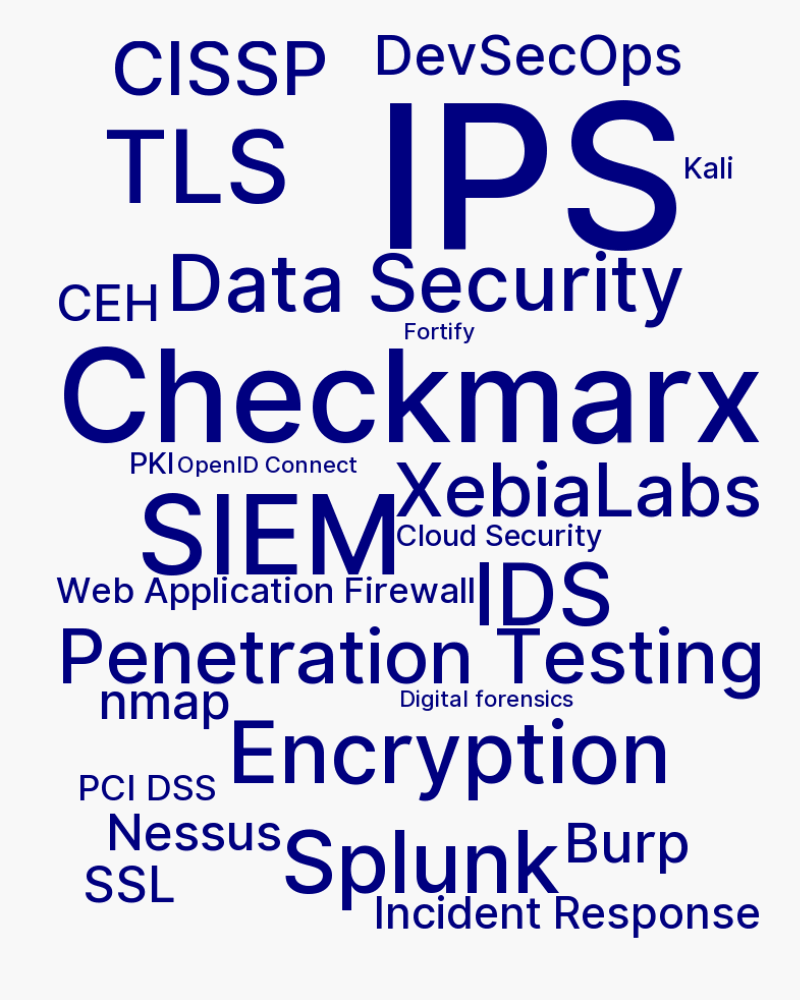 CISSP
DevSecOps
TLS
IPS
Kali
CEH
Data Security
Fortify
Checkmarx
PKI
OpenID Connect
XebiaLabs
SIEM
Cloud Security
Web Application Firewall
IDS
Penetration Testing
nmap
Digital forensics
Encryption
PCI DSS
Nessus
Splunk
Burp
SSL
Incident Response